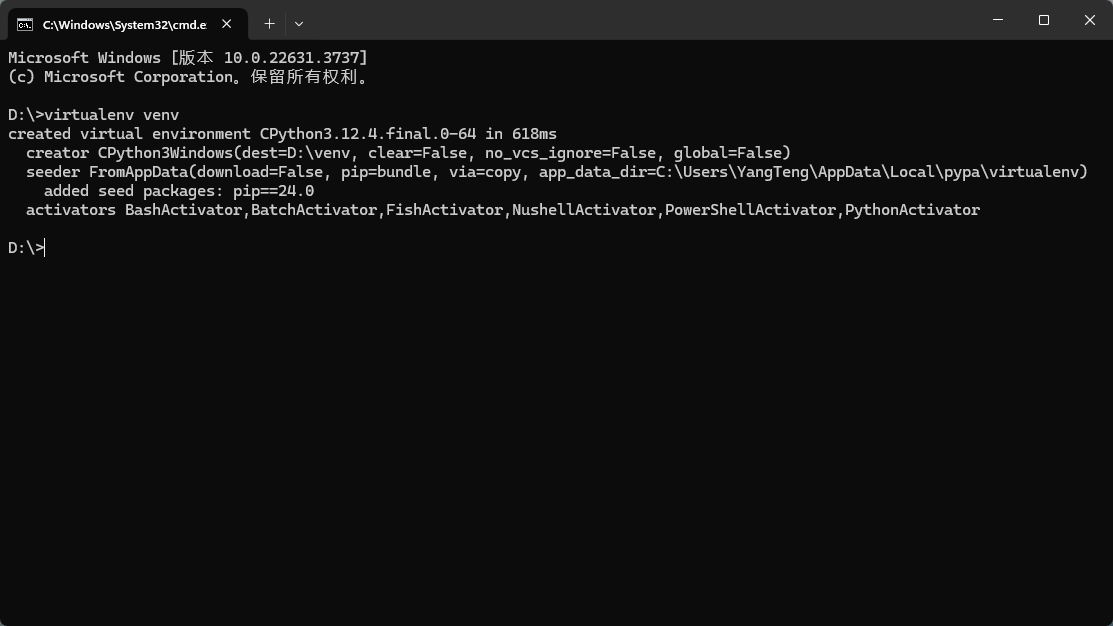 C:\Windows\System32\cmd.e
Microsoft Windows [版本 10.0.22631.3737]
(c) Microsoft Corporation。保留所有权利。
D:\>virtualenv venv
created virtual environment CPython3.12.4.final.0-64 in 618ms
  creator CPython3Windows(dest=D:\venv, clear=False, no_vcs_ignore=False, global=False)
  seeder FromAppData(download=False, pip=bundle, via=copy, app_data_dir=C:\Users\YangTeng\AppData\Local\pypa\virtualenv)
    added seed packages: pip==24.0
  activators BashActivator,BatchActivator,FishActivator,NushellActivator,PowerShellActivator,PythonActivator
D:\>